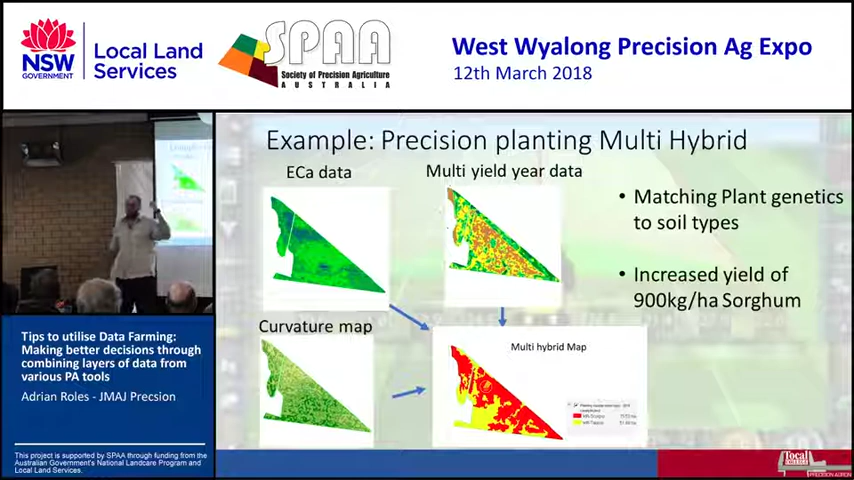 NSW
GOVERNMENT
Local Land
Services
SPAA
Society of Precision Agriculture
AUSTRALIA
West Wyalong Precision Ag Expo
12th March 2018
Example: Precision planting Multi Hybrid
ECa data
Multi yield year data
• Matching Plant genetics
to soil types
• Increased yield of
900kg/ha Sorghum
Curvature map
Multi hybrid Map
Tips to utilise Data Farming:
Making better decisions through
combining layers of data from
various PA tools
Adrian Roles - JMAJ Precsion
This project is supported by SPAA through funding from the
Australian Government's National Landcare Program and
Local Land Services.
Tocal
COLLEGE